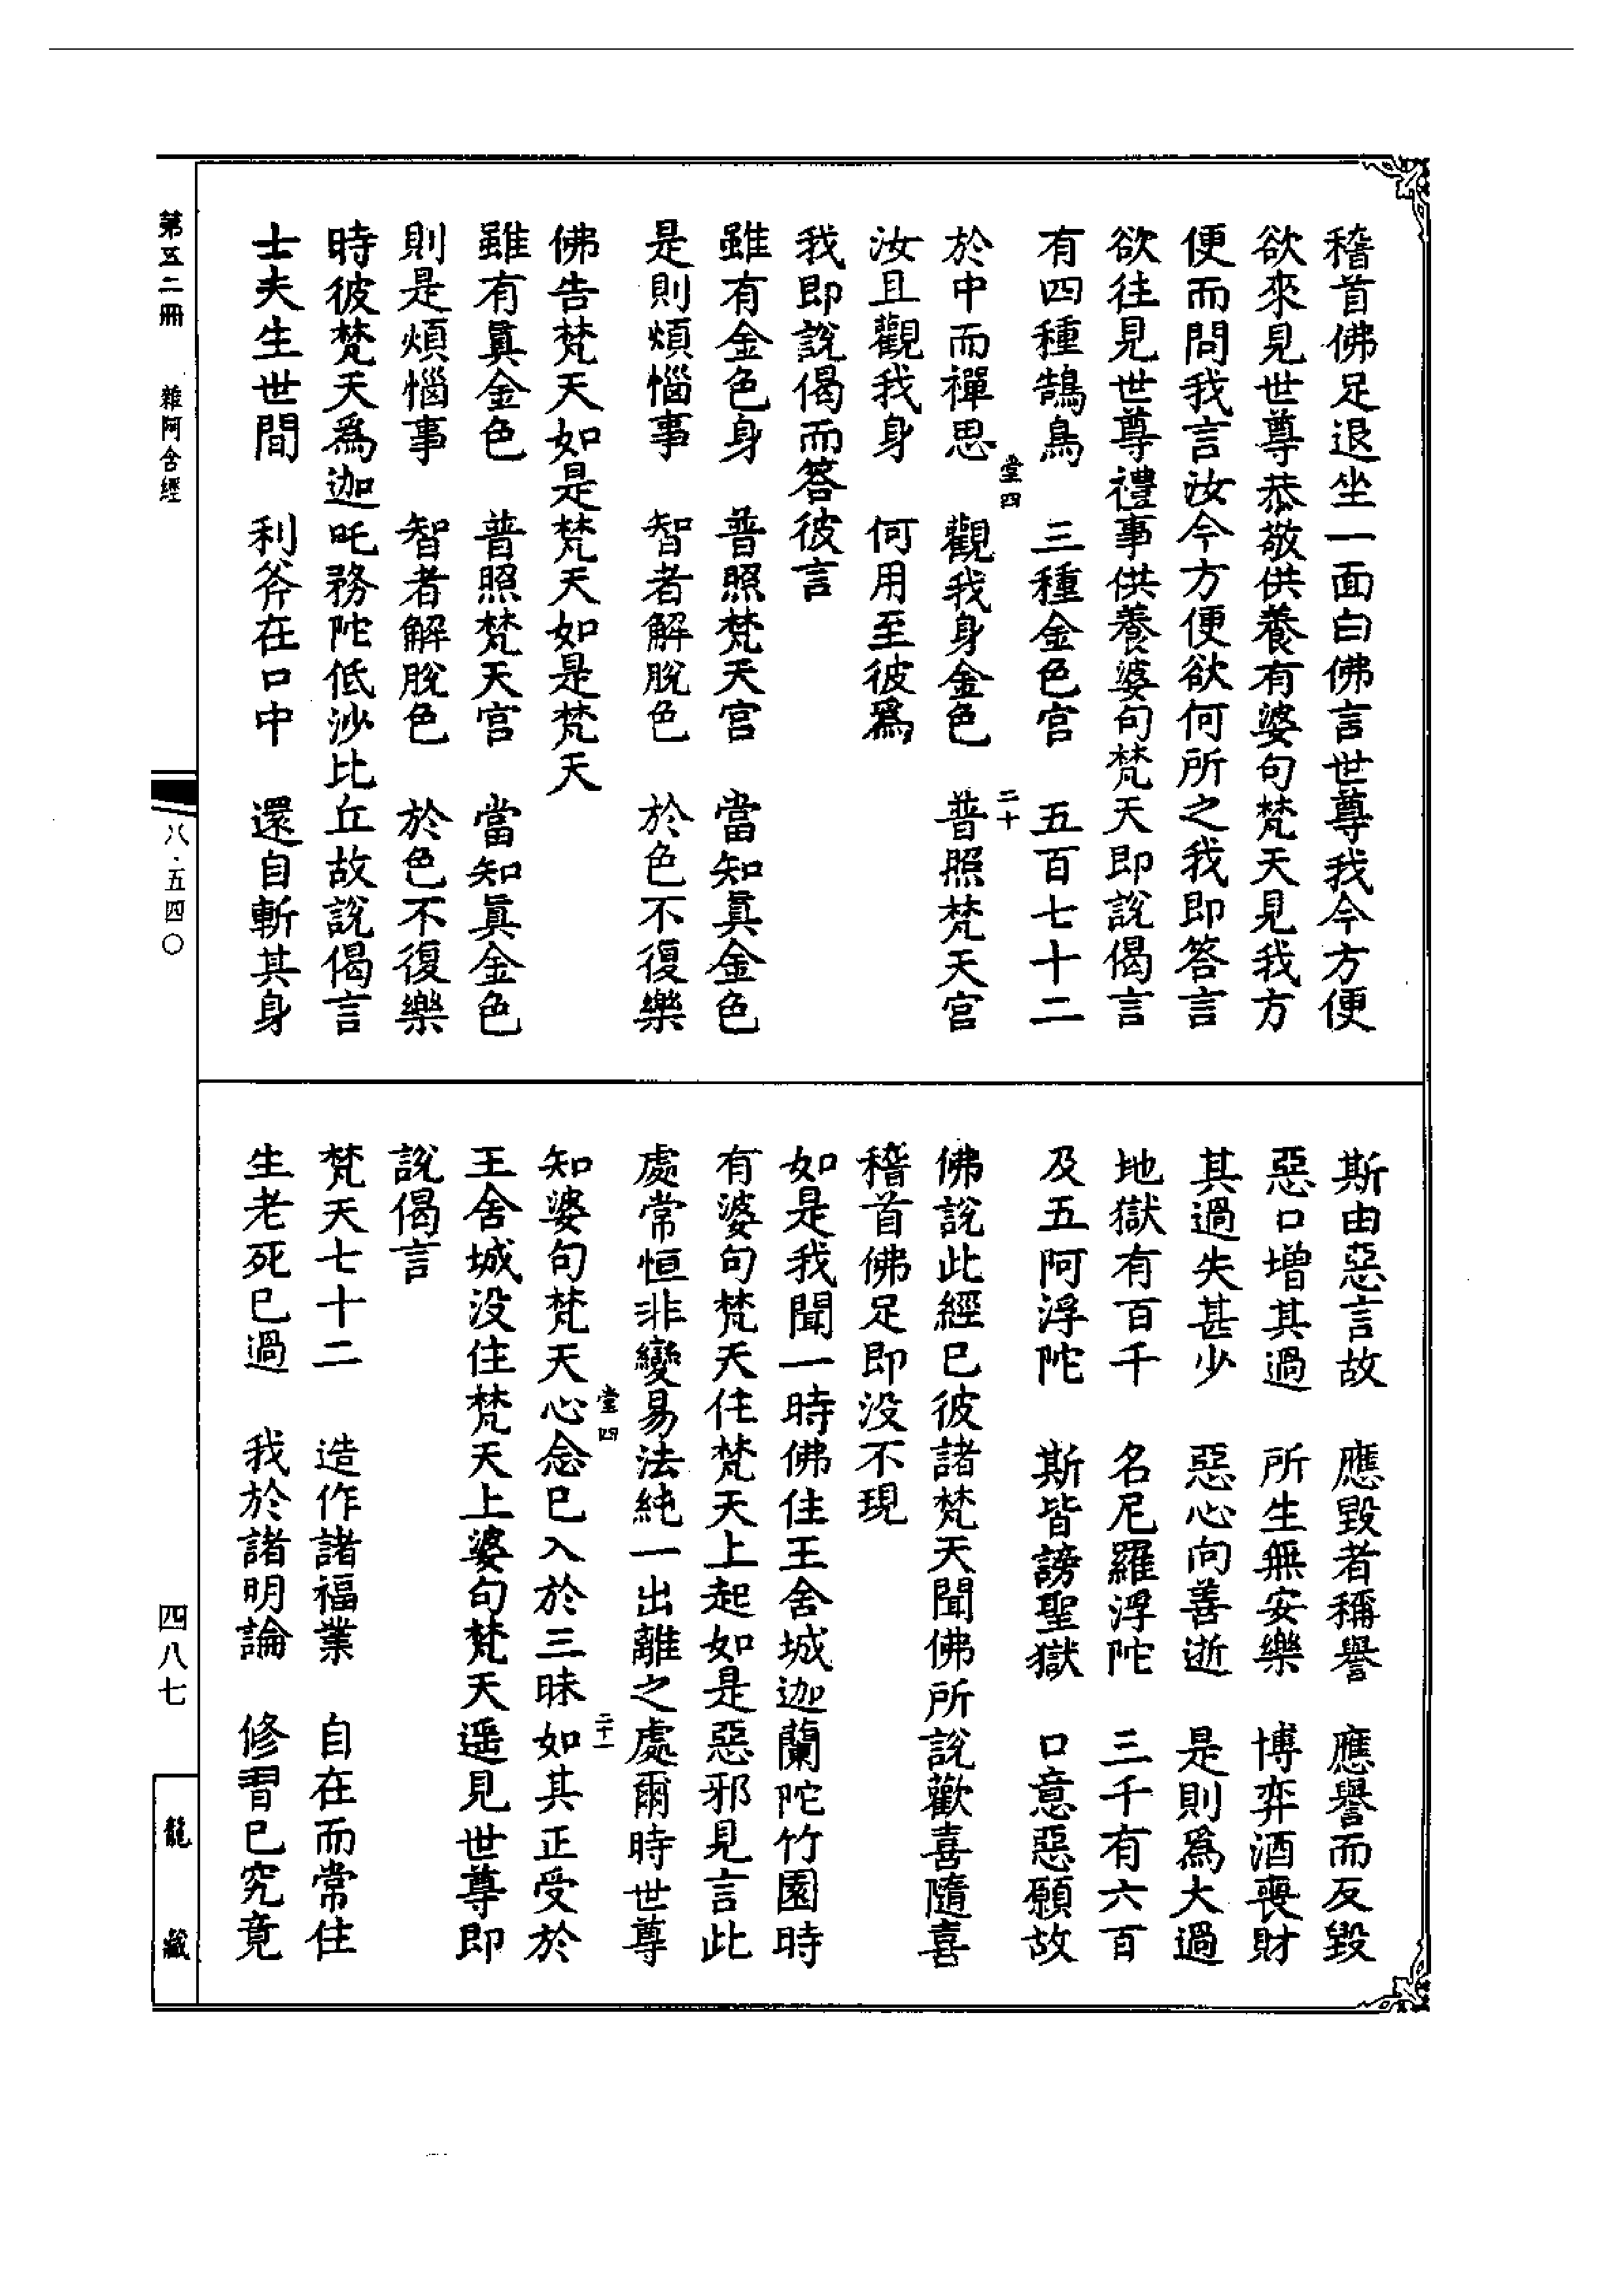 稽首佛足退坐一面白佛言世尊我今方便
欲來見世尊恭敬供養有婆句梵天見我方
便而問我言汝今方便欲何所之我即答言
欲往見世尊禮事供養婆句梵天即說偈言
有四種鵠鳥　三種金色宮　五百七十二
堂四　二十
於中而禪思　觀我身金色　普照梵天宮
汝且觀我身　何用至彼爲
我即說偈而答彼言
雖有金色身　普照梵天宮　當知眞金色
是則煩惱事　智者解脫色　於色不復樂
佛告梵天如是梵天如是梵天
雖有眞金色　普照梵天宮　當知眞金色
則是煩惱事　智者解脫色　於色不復樂
時彼梵天爲迦吒務陀低沙比丘故說偈言
士夫生世間　利斧在口中　還自斬其身
斯由惡言故　應毀者稱譽　應譽而反毀
惡口增其過　所生無安樂　博弈酒喪財
其過失甚少　惡心向善逝　是則爲大過
地獄有百千　名尼羅浮陀　三千有六百
及五阿浮陀　斯皆謗聖獄　口意惡願故
佛說此經已彼諸梵天聞佛所說歡喜隨喜
稽首佛足即没不現
如是我聞一時佛住王舍城迦蘭陀竹園時
有婆句梵天住梵天上起如是惡邪見言此
處常恒非變易法純一出離之處爾時世尊
堂四　二十一
知婆句梵天心念已入於三昧如其正受於
王舍城没住梵天上婆句梵天遥見世尊即
說偈言
梵天七十二　造作諸福業　自在而常住
生老死已過　我於諸明論　修習已究竟
第五二冊　雜阿含經
八·五四〇
四八七
龍藏